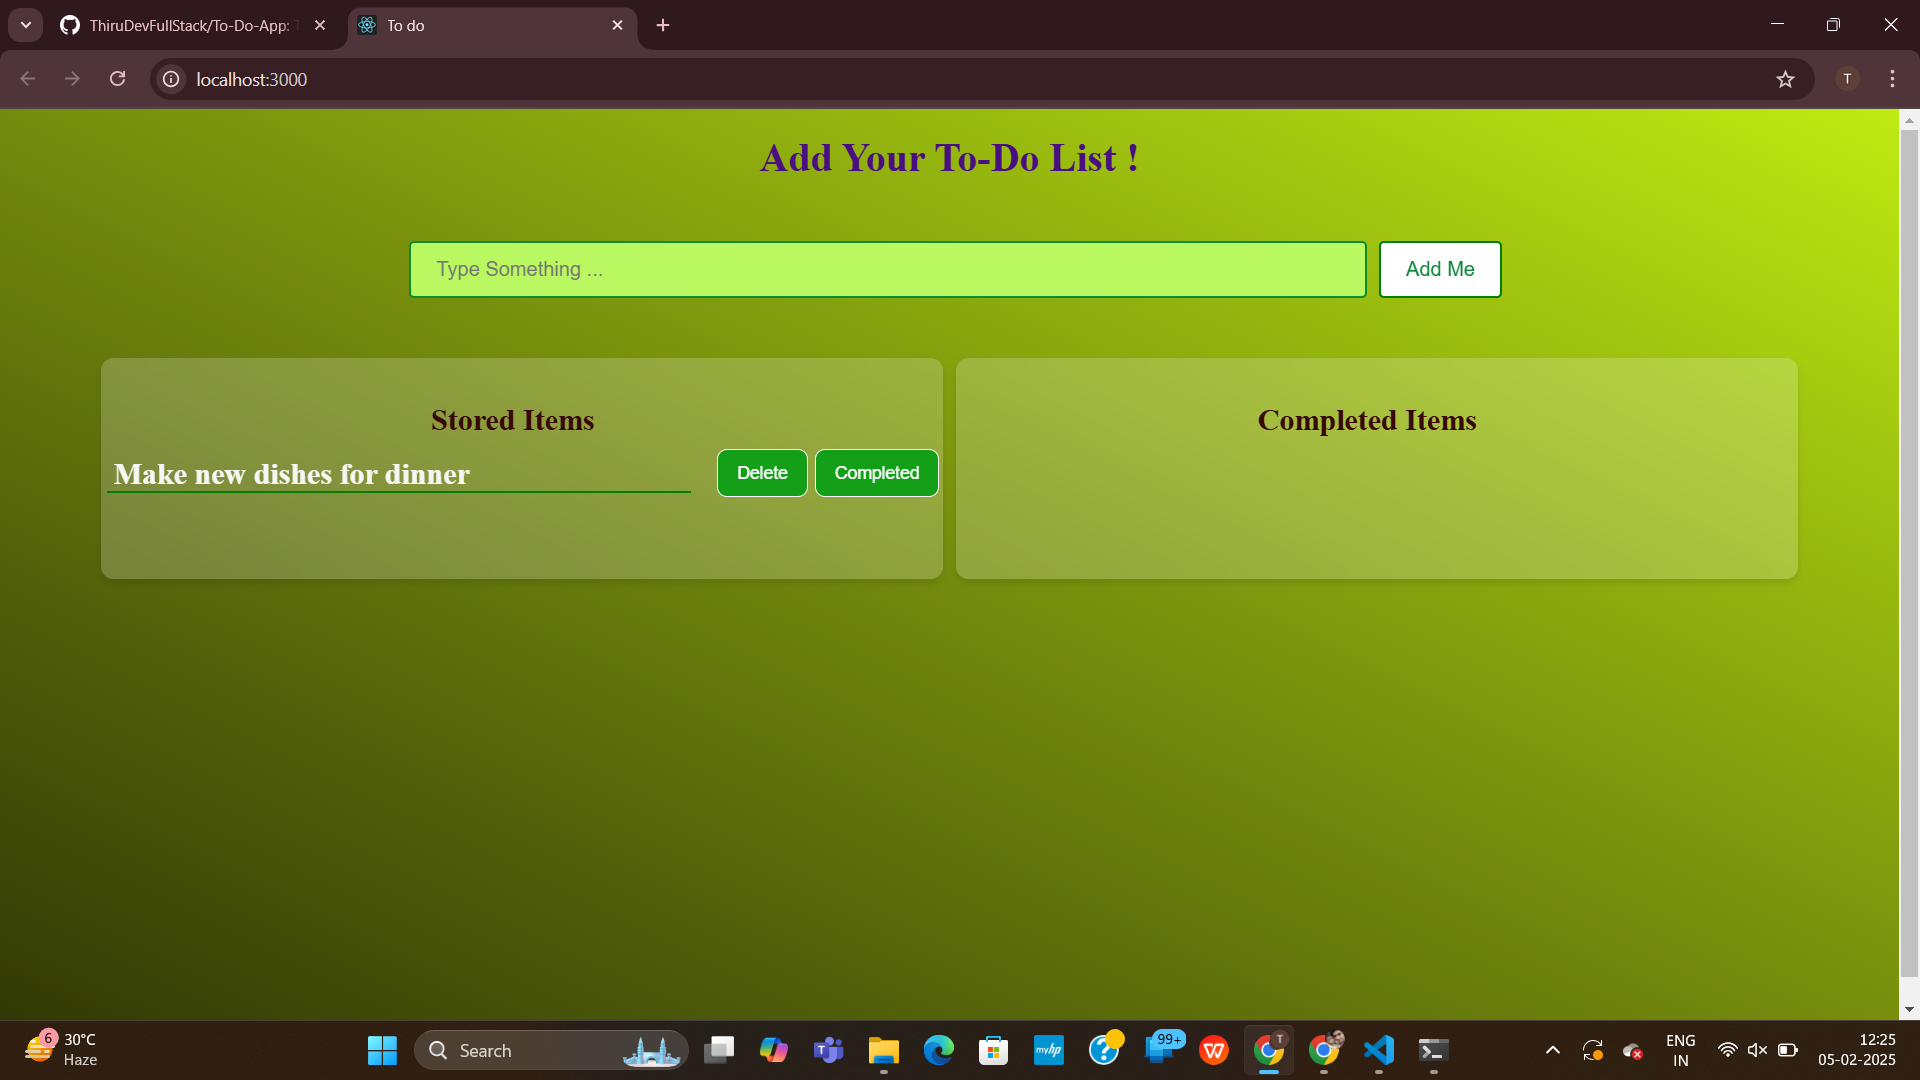 ThiruDevFullStack/To-Do-App: T
To do
localhost:3000
T
Add Your To-Do List !
Type Something ...
Add Me
Stored Items
Completed Items
Make new dishes for dinner
Delete
Completed
6
30°C
Haze
Search
T
myhp
?
99+
W
T
ENG
IN
12:25
05-02-2025